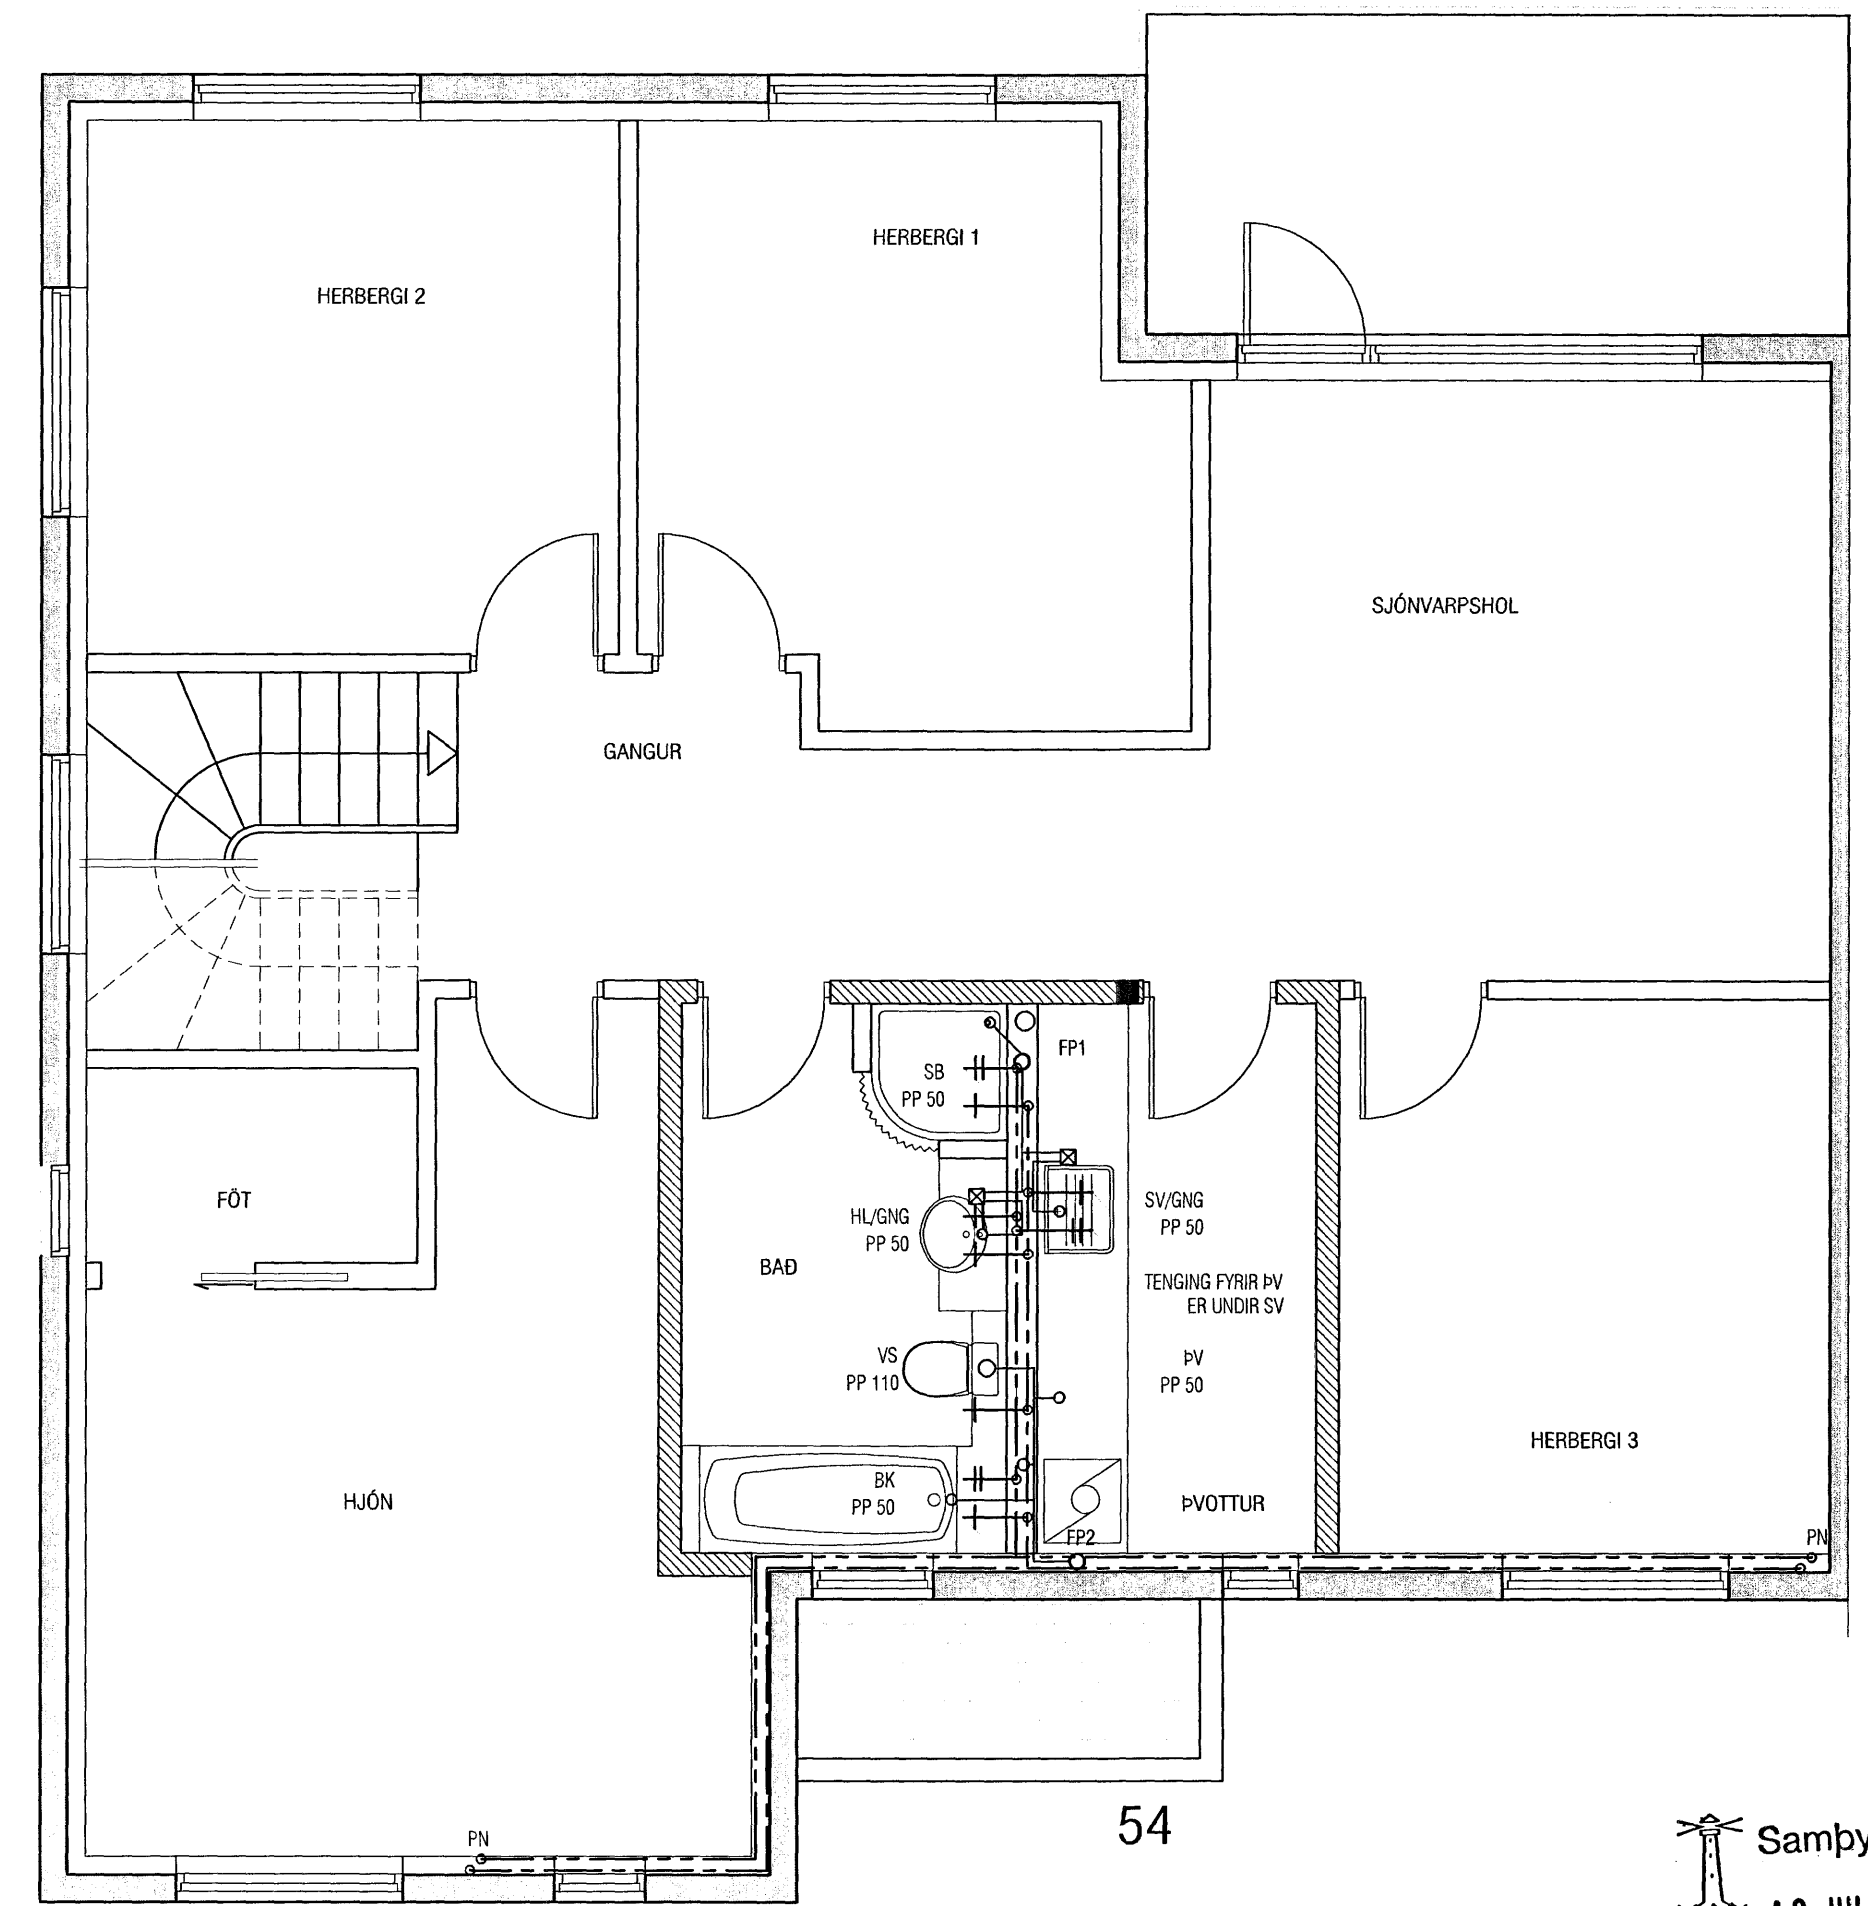 HERBERGI 1
HERBERGI 2
SJÓNVARPSHOL
GANGUR
FP1
SB
PP 50
FÖT
SV/GNG
PP 50
HL/GNG
PP 50
BAÐ
TENGING FYRIR ÞV
ER UNDIR SV
VS
PP 110
ÞV
PP 50
HERBERGI 3
BK
PP 50
HJÓN
ÞVOTTUR
FP2
PN
54
PN